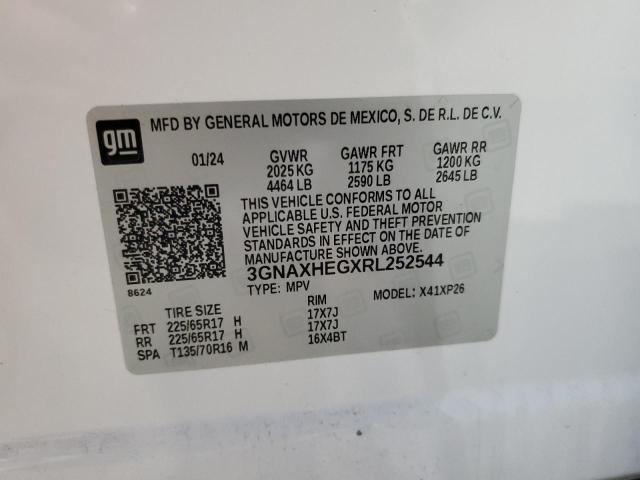 gm
MFD BY GENERAL MOTORS DE MEXICO, S. DE R.L. DE C.V.
01/24 GVWR GAWR FRT GAWR RR
2025 KG 1175 KG 1200 KG
4464 LB 2590 LB 2645 LB
THIS VEHICLE CONFORMS TO ALL
APPLICABLE U.S. FEDERAL MOTOR
VEHICLE SAFETY AND THEFT PREVENTION
STANDARDS IN EFFECT ON THE DATE OF
MANUFACTURE SHOWN ABOVE.
3GNAXHEGXRL252544
8624
TYPE: MPV MODEL: X41XP26
TIRE SIZE RIM
FRT 225/65R17 H 17X7J
RR 225/65R17 H 17X7J
SPA T135/70R16 M 16X4BT